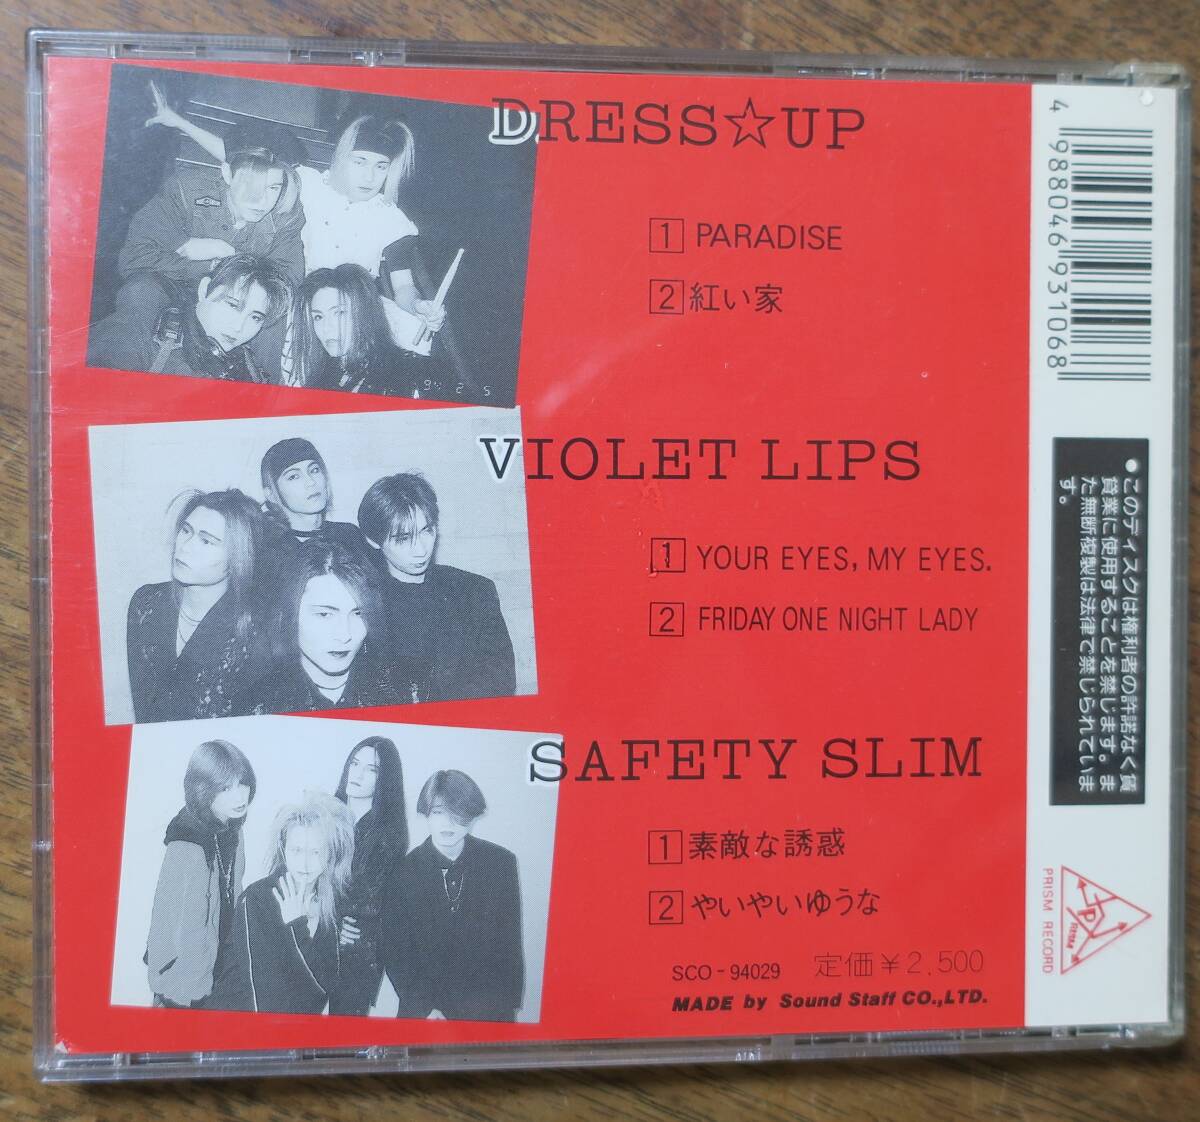 DRESS☆UP
1 PARADISE
2 紅い家
94 2 5
VIOLET LIPS
1 YOUR EYES, MY EYES.
2 FRIDAY ONE NIGHT LADY
SAFETY SLIM
1 素敵な誘惑
2 やいやいゆうな
SCO-94029 定価¥2,500
MADE by Sound Staff CO.,LTD.
4 988046 931068
●このディスクは権利者の許諾なく賃
貸業に使用することを禁じます。ま
た無断複製は法律で禁じられていま
す。
PRISM RECORD